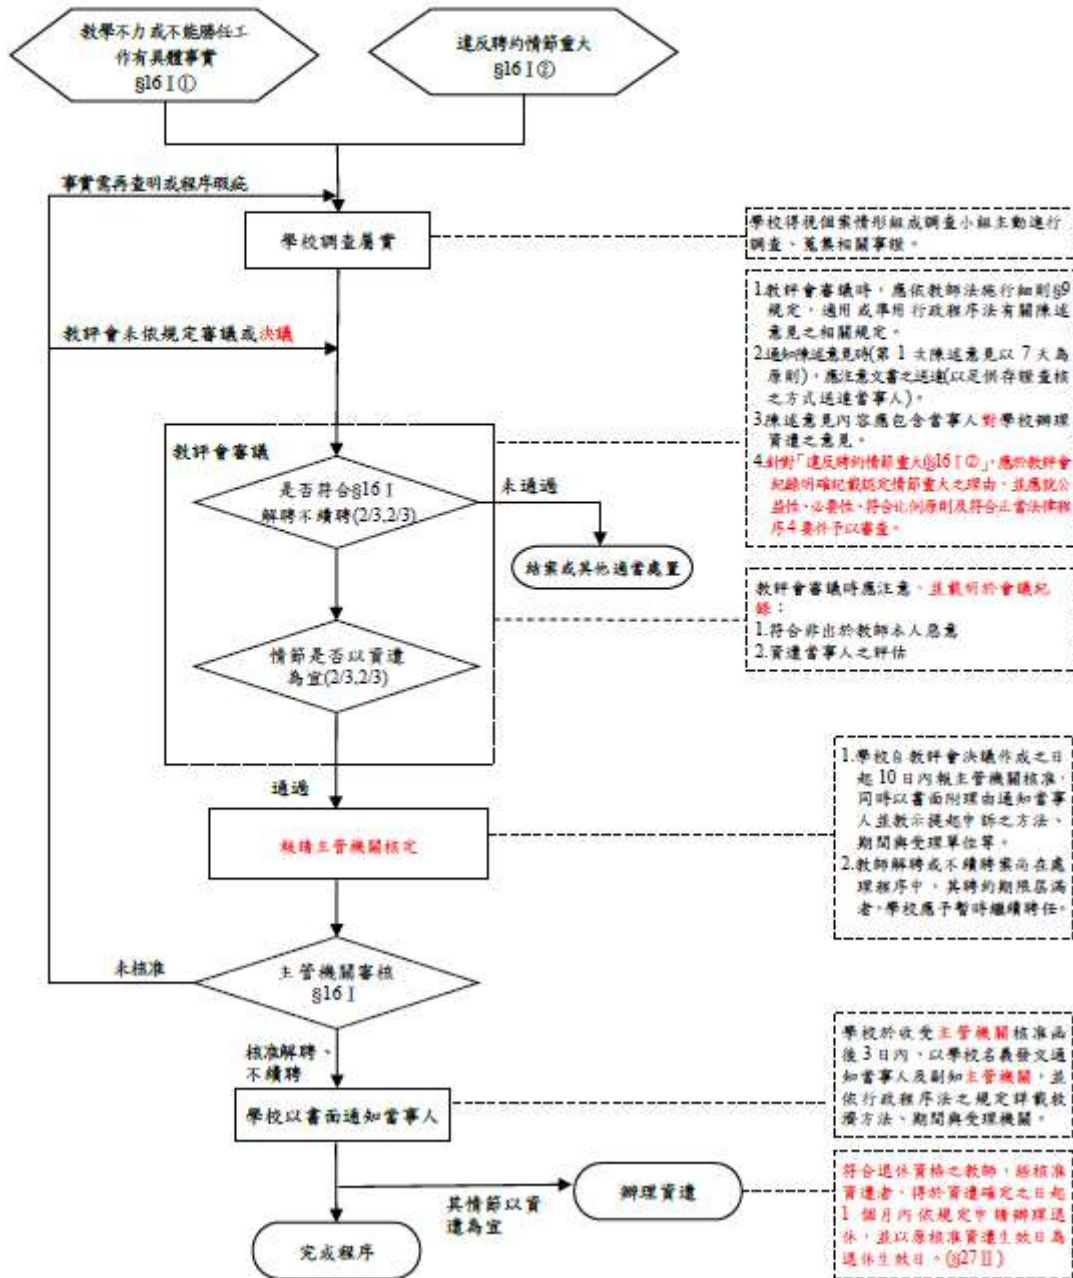 教學不力或不能勝任工
作有具體事實
§16Ⅰ①
違反聘約情節重大
§16Ⅰ②
事實需再查明或程序瑕疵
學校調查屬實
學校得視個案情形組成調查小組主動進行
調查、蒐集相關事證。
教評會未依規定審議或決議
1.教評會審議時，應依教師法施行細則§9
規定，適用或準用行政程序法有關陳述
意見之相關規定。
2.通知陳述意見時(第 1 次陳述意見以 7 天為
原則)，應注意文書之送達(以足供存證查核
之方式送達當事人)。
3.陳述意見內容應包含當事人對學校辦理
資遣之意見。
4.針對「違反聘約情節重大(§16Ⅰ②)」，應於教評會
紀錄明確記載認定情節重大之理由，並應就公
益性、必要性、符合比例原則及符合正當法律程
序4要件予以審查。
教評會審議
是否符合§16Ⅰ
解聘不續聘(2/3,2/3)
未通過
結案或其他適當處置
教評會審議時應注意，並載明於會議紀
錄：
1.符合非出於教師本人惡意
2.資遣當事人之評估
情節是否以資遣
為宜(2/3,2/3)
通過
報請主管機關核定
1.學校自教評會決議作成之日
起10日內報主管機關核准，
同時以書面附理由通知當事
人並教示提起申訴之方法、
期間與受理單位等。
2.教師解聘或不續聘案尚在處
理程序中，其聘約期限屆滿
者，學校應予暫時繼續聘任。
未核准
主管機關審核
§16Ⅰ
核准解聘、
不續聘
學校以書面通知當事人
學校於收受主管機關核准函
後3日內、以學校名義發文通
知當事人及副知主管機關，並
依行政程序法之規定詳載救
濟方法、期間與受理機關。
其情節以資
遣為宜
辦理資遣
符合退休資格之教師，經核准
資遣者，得於資遣確定之日起
1 個月內依規定申請辦理退
休，並以原核准資遣生效日為
退休生效日。(§27Ⅱ)
完成程序